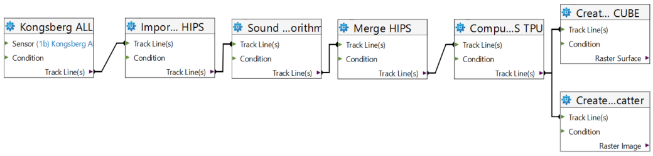 Kongsberg ALL
Sensor (1b) Kongsberg A
Condition
Track Line(s)
Impor... HIPS
Track Line(s)
Condition
Track Line(s)
Sound ...orithm
Track Line(s)
Condition
Track Line(s)
Merge HIPS
Track Line(s)
Condition
Track Line(s)
Compu...S TPU
Track Line(s)
Condition
Track Line(s)
Creat... CUBE
Track Line(s)
Condition
Raster Surface
Create...catter
Track Line(s)
Condition
Raster Image